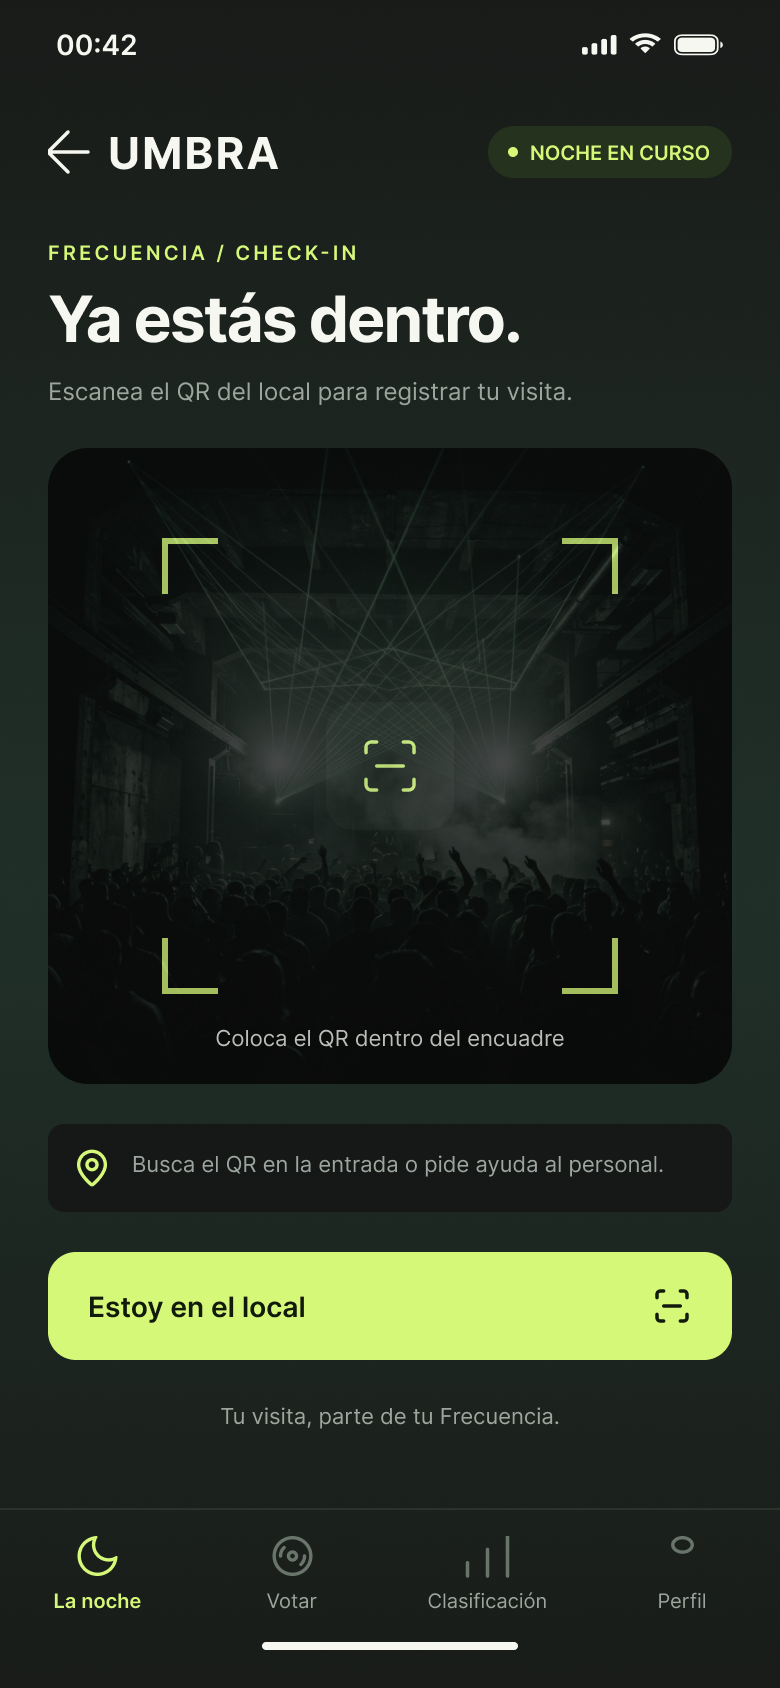 00:42
UMBRA
NOCHE EN CURSO
FRECUENCIA / CHECK-IN
Ya estás dentro.
Escanea el QR del local para registrar tu visita.
Coloca el QR dentro del encuadre
Busca el QR en la entrada o pide ayuda al personal.
Estoy en el local
Tu visita, parte de tu Frecuencia.
La noche
Votar
Clasificación
Perfil